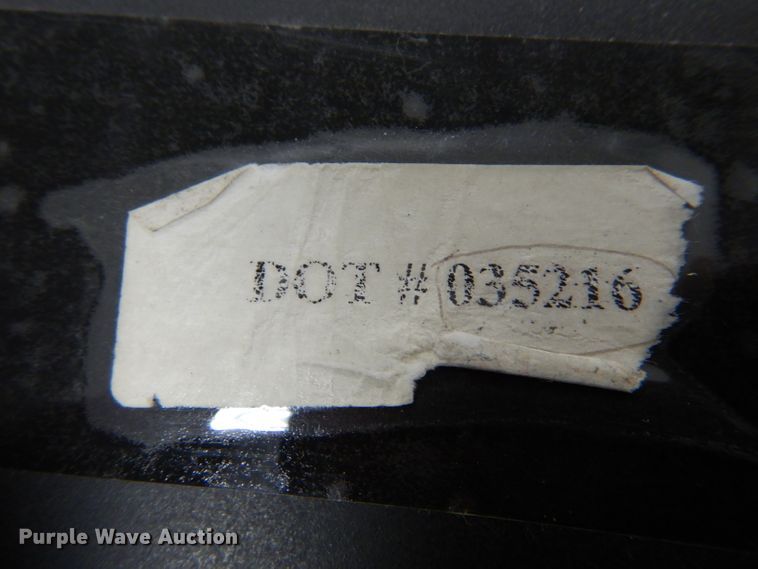 DOT #035216
Purple Wave Auction